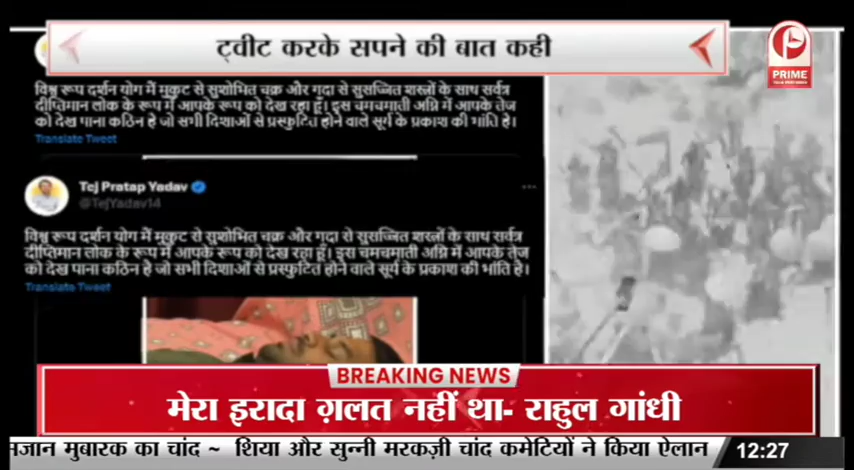 ट्वीट करके सपने की बात कही
PRIME
विश्व रूप दर्शन योग में मुकुट से सुशोभित चक्र और गदा से सुसज्जित शस्त्रों के साथ सर्वत्र
दीप्तिमान लोक के रूप में आपके रूप को देख रहा हूँ। इस चमचमाती अग्नि में आपके तेज
को देख पाना कठिन है जो सभी दिशाओं से प्रस्फुटित होने वाले सूर्य के प्रकाश की भांति है।
Translate Tweet
Tej Pratap Yadav
@TejYadav14
विश्व रूप दर्शन योग में मुकुट से सुशोभित चक्र और गदा से सुसज्जित शस्त्रों के साथ सर्वत्र
दीप्तिमान लोक के रूप में आपके रूप को देख रहा हूँ। इस चमचमाती अग्नि में आपके तेज
को देख पाना कठिन है जो सभी दिशाओं से प्रस्फुटित होने वाले सूर्य के प्रकाश की भांति है।
Translate Tweet
BREAKING NEWS
मेरा इरादा ग़लत नहीं था- राहुल गांधी
मजान मुबारक का चांद ~ शिया और सुन्नी मरकज़ी चांद कमेटियों ने किया ऐलान
12:27